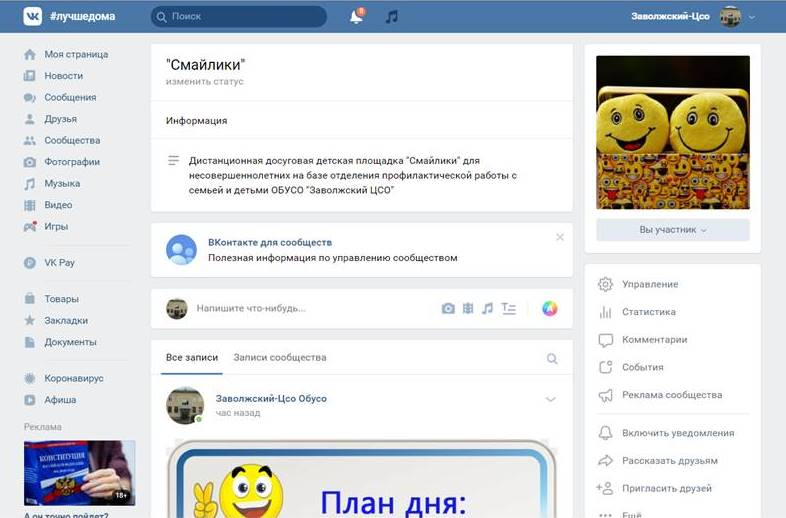 #лучшедома
Поиск
8
Заволжский-Цсо
Моя страница
Новости
Сообщения
Друзья
Сообщества
Фотографии
Музыка
Видео
Игры
VK Pay
Товары
Закладки
Документы
Коронавирус
Афиша
Реклама
КОНСТИТУЦИЯ
18+
А он точно пойдет?
"Смайлики"
изменить статус
Информация
Дистанционная досуговая детская площадка "Смайлики" для
несовершеннолетних на базе отделения профилактической работы с
семьей и детьми ОБУСО "Заволжский ЦСО"
ВКонтакте для сообществ
Полезная информация по управлению сообществом
Напишите что-нибудь...
Все записи
Записи сообщества
Заволжский-Цсо Обусо
час назад
План дня:
Вы участник
Управление
Статистика
Комментарии
События
Реклама сообщества
Включить уведомления
Рассказать друзьям
Пригласить друзей
Ещё